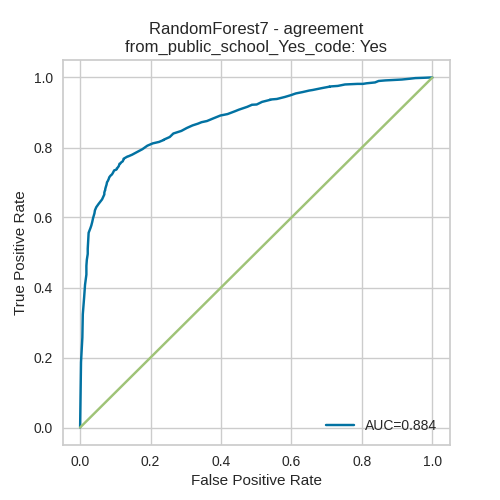 RandomForest7 - agreement
from_public_school_Yes_code: Yes
1.0
0.8
0.6
0.4
0.2
0.0
True Positive Rate
AUC=0.884
0.0 0.2 0.4 0.6 0.8 1.0
False Positive Rate